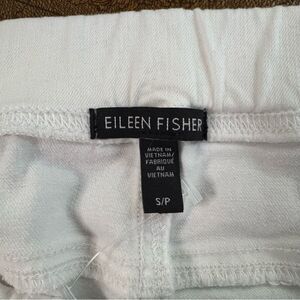 EILEEN FISHER
MADE IN
VIETNAM/
FABRIQUÉ
AU
VIETNAM
S/P